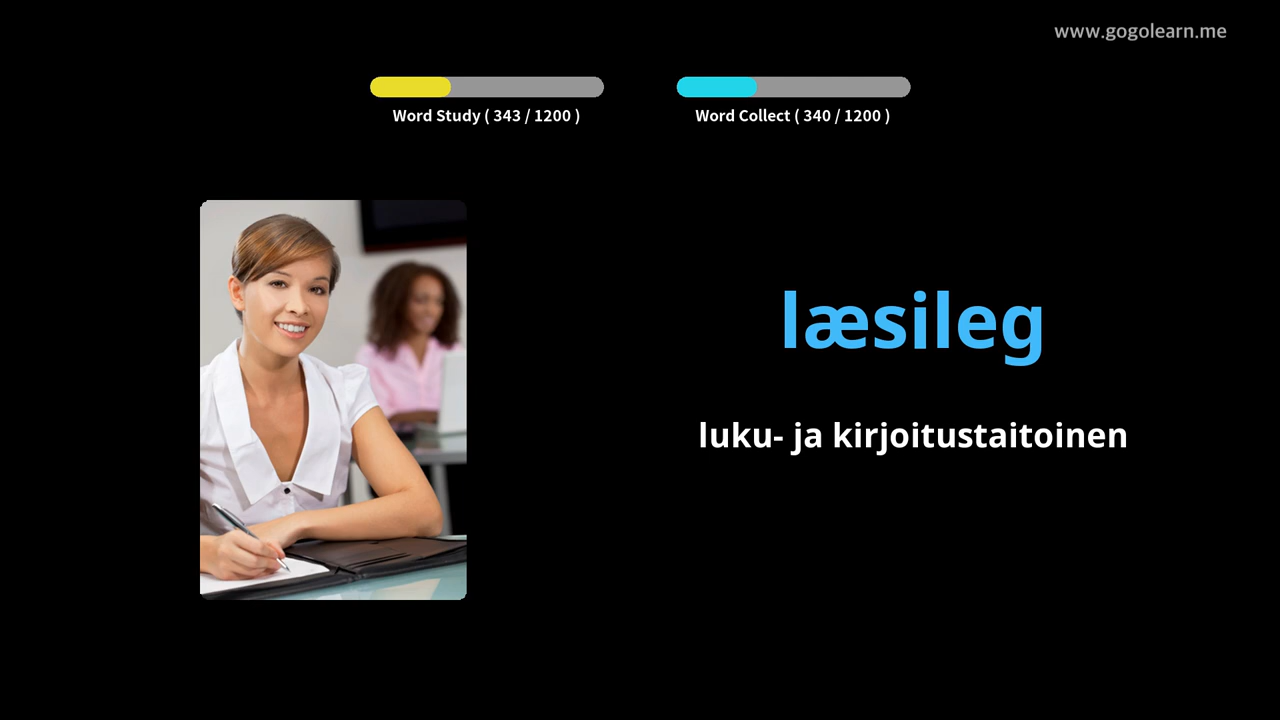 www.gogolearn.me
Word Study ( 343 / 1200 )
Word Collect ( 340 / 1200 )
læsileg
luku- ja kirjoitustaitoinen